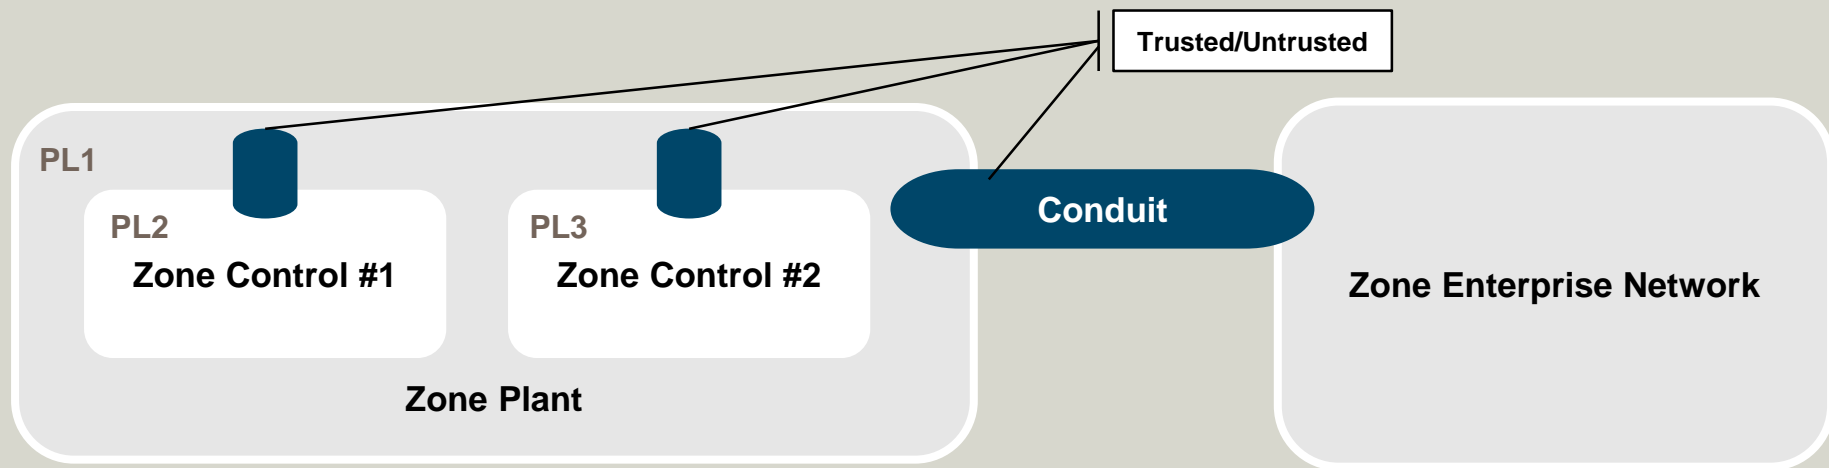 Trusted/Untrusted
PL1
PL2
Zone Control #1
PL3
Zone Control #2
Conduit
Zone Enterprise Network
Zone Plant